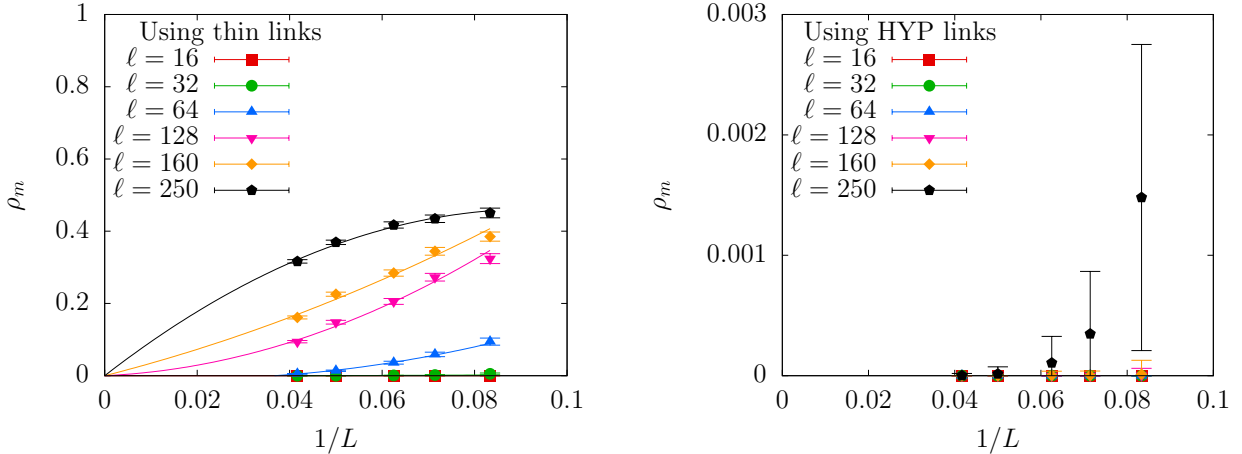 Using thin links
ℓ = 16
ℓ = 32
ℓ = 64
ℓ = 128
ℓ = 160
ℓ = 250
1
0.8
0.6
0.4
0.2
0
ρm
0 0.02 0.04 0.06 0.08 0.1
1/L
Using HYP links
ℓ = 16
ℓ = 32
ℓ = 64
ℓ = 128
ℓ = 160
ℓ = 250
0.003
0.002
0.001
0
ρm
0 0.02 0.04 0.06 0.08 0.1
1/L